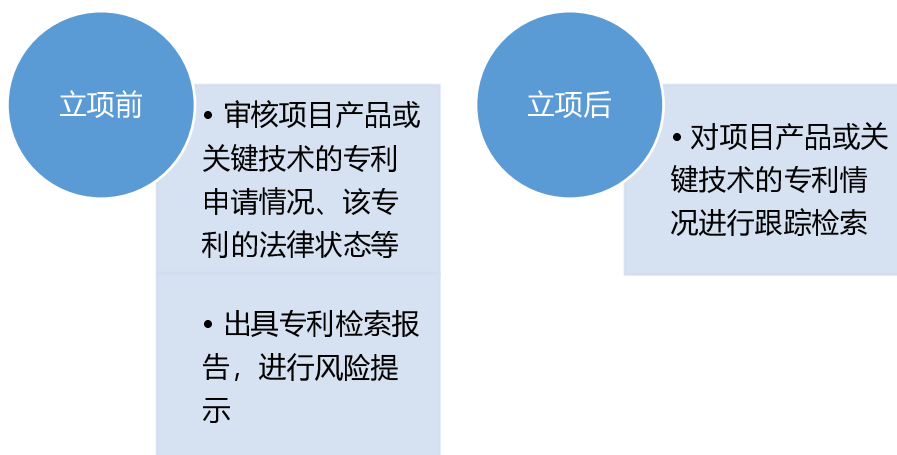 立项前
• 审核项目产品或
关键技术的专利
申请情况、该专
利的法律状态等
• 出具专利检索报
告，进行风险提
示
立项后
• 对项目产品或关
键技术的专利情
况进行跟踪检索